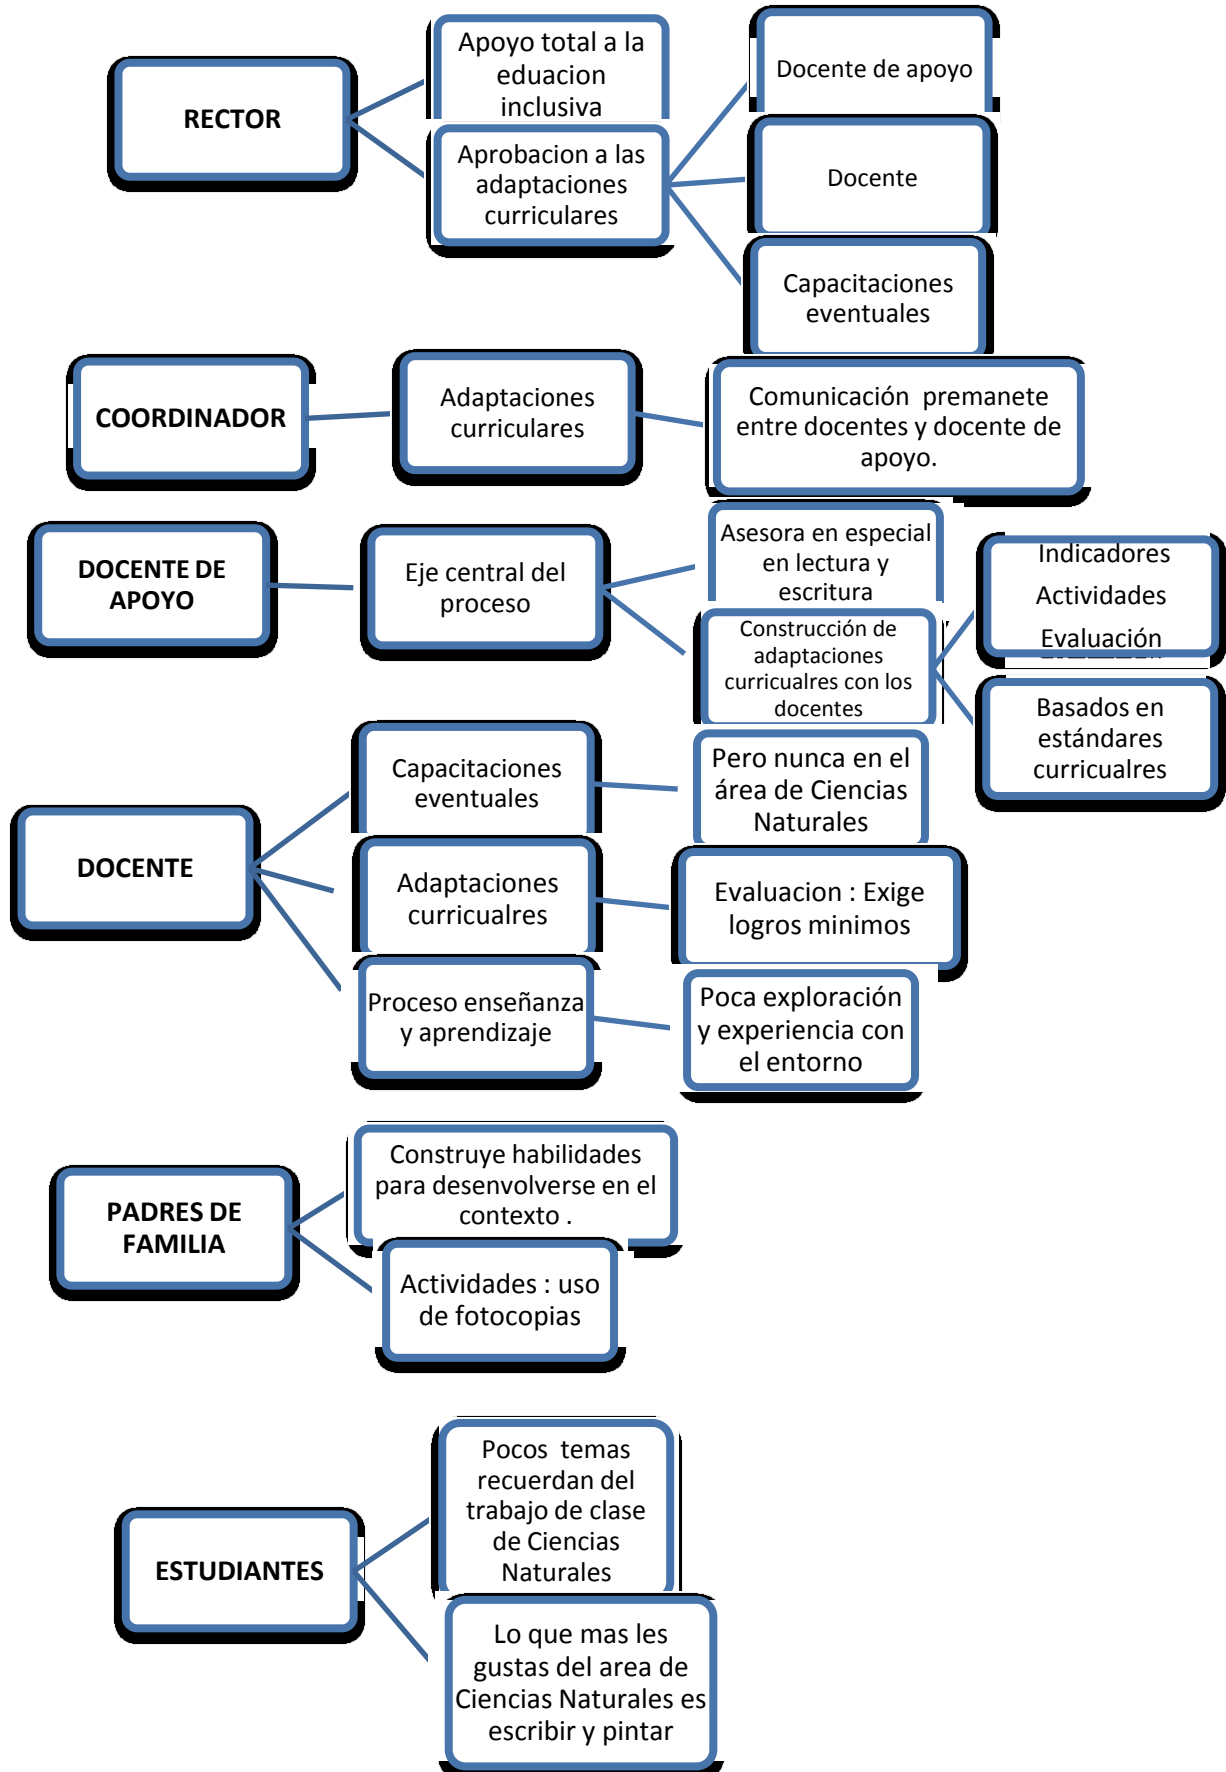 RECTOR
Apoyo total a la
eduacion
inclusiva
Aprobacion a las
adaptaciones
curriculares
Docente de apoyo
Docente
Capacitaciones
eventuales
COORDINADOR
Adaptaciones
curriculares
Comunicación premanete
entre docentes y docente de
apoyo.
DOCENTE DE
APOYO
Eje central del
proceso
Asesora en especial
en lectura y
escritura
Construcción de
adaptaciones
curricualres con los
docentes
Indicadores
Actividades
Evaluación
Basados en
estándares
curricualres
DOCENTE
Capacitaciones
eventuales
Pero nunca en el
área de Ciencias
Naturales
Adaptaciones
curricualres
Evaluacion : Exige
logros minimos
Proceso enseñanza
y aprendizaje
Poca exploración
y experiencia con
el entorno
PADRES DE
FAMILIA
Construye habilidades
para desenvolverse en el
contexto .
Actividades : uso
de fotocopias
ESTUDIANTES
Pocos temas
recuerdan del
trabajo de clase
de Ciencias
Naturales
Lo que mas les
gustas del area de
Ciencias Naturales es
escribir y pintar